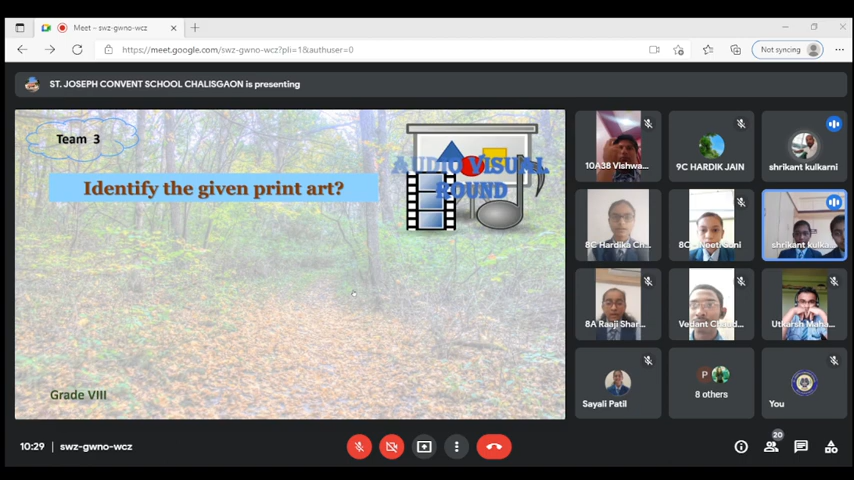 Meet – swz-gwno-wcz
https://meet.google.com/swz-gwno-wcz?pli=1&authuser=0
Not syncing
ST. JOSEPH CONVENT SCHOOL CHALISGAON is presenting
Team 3
AUDIO VISUAL
ROUND
Identify the given print art?
Grade VIII
10A38 Vishwa...
9C HARDIK JAIN
shrikant kulkarni
8C Hardika Ch...
8C Neeti Soni
shrikant kulka...
8A Raaji Shar...
Vedant Chand...
Utkarsh Maha...
Sayali Patil
P
8 others
You
10:29
swz-gwno-wcz
20